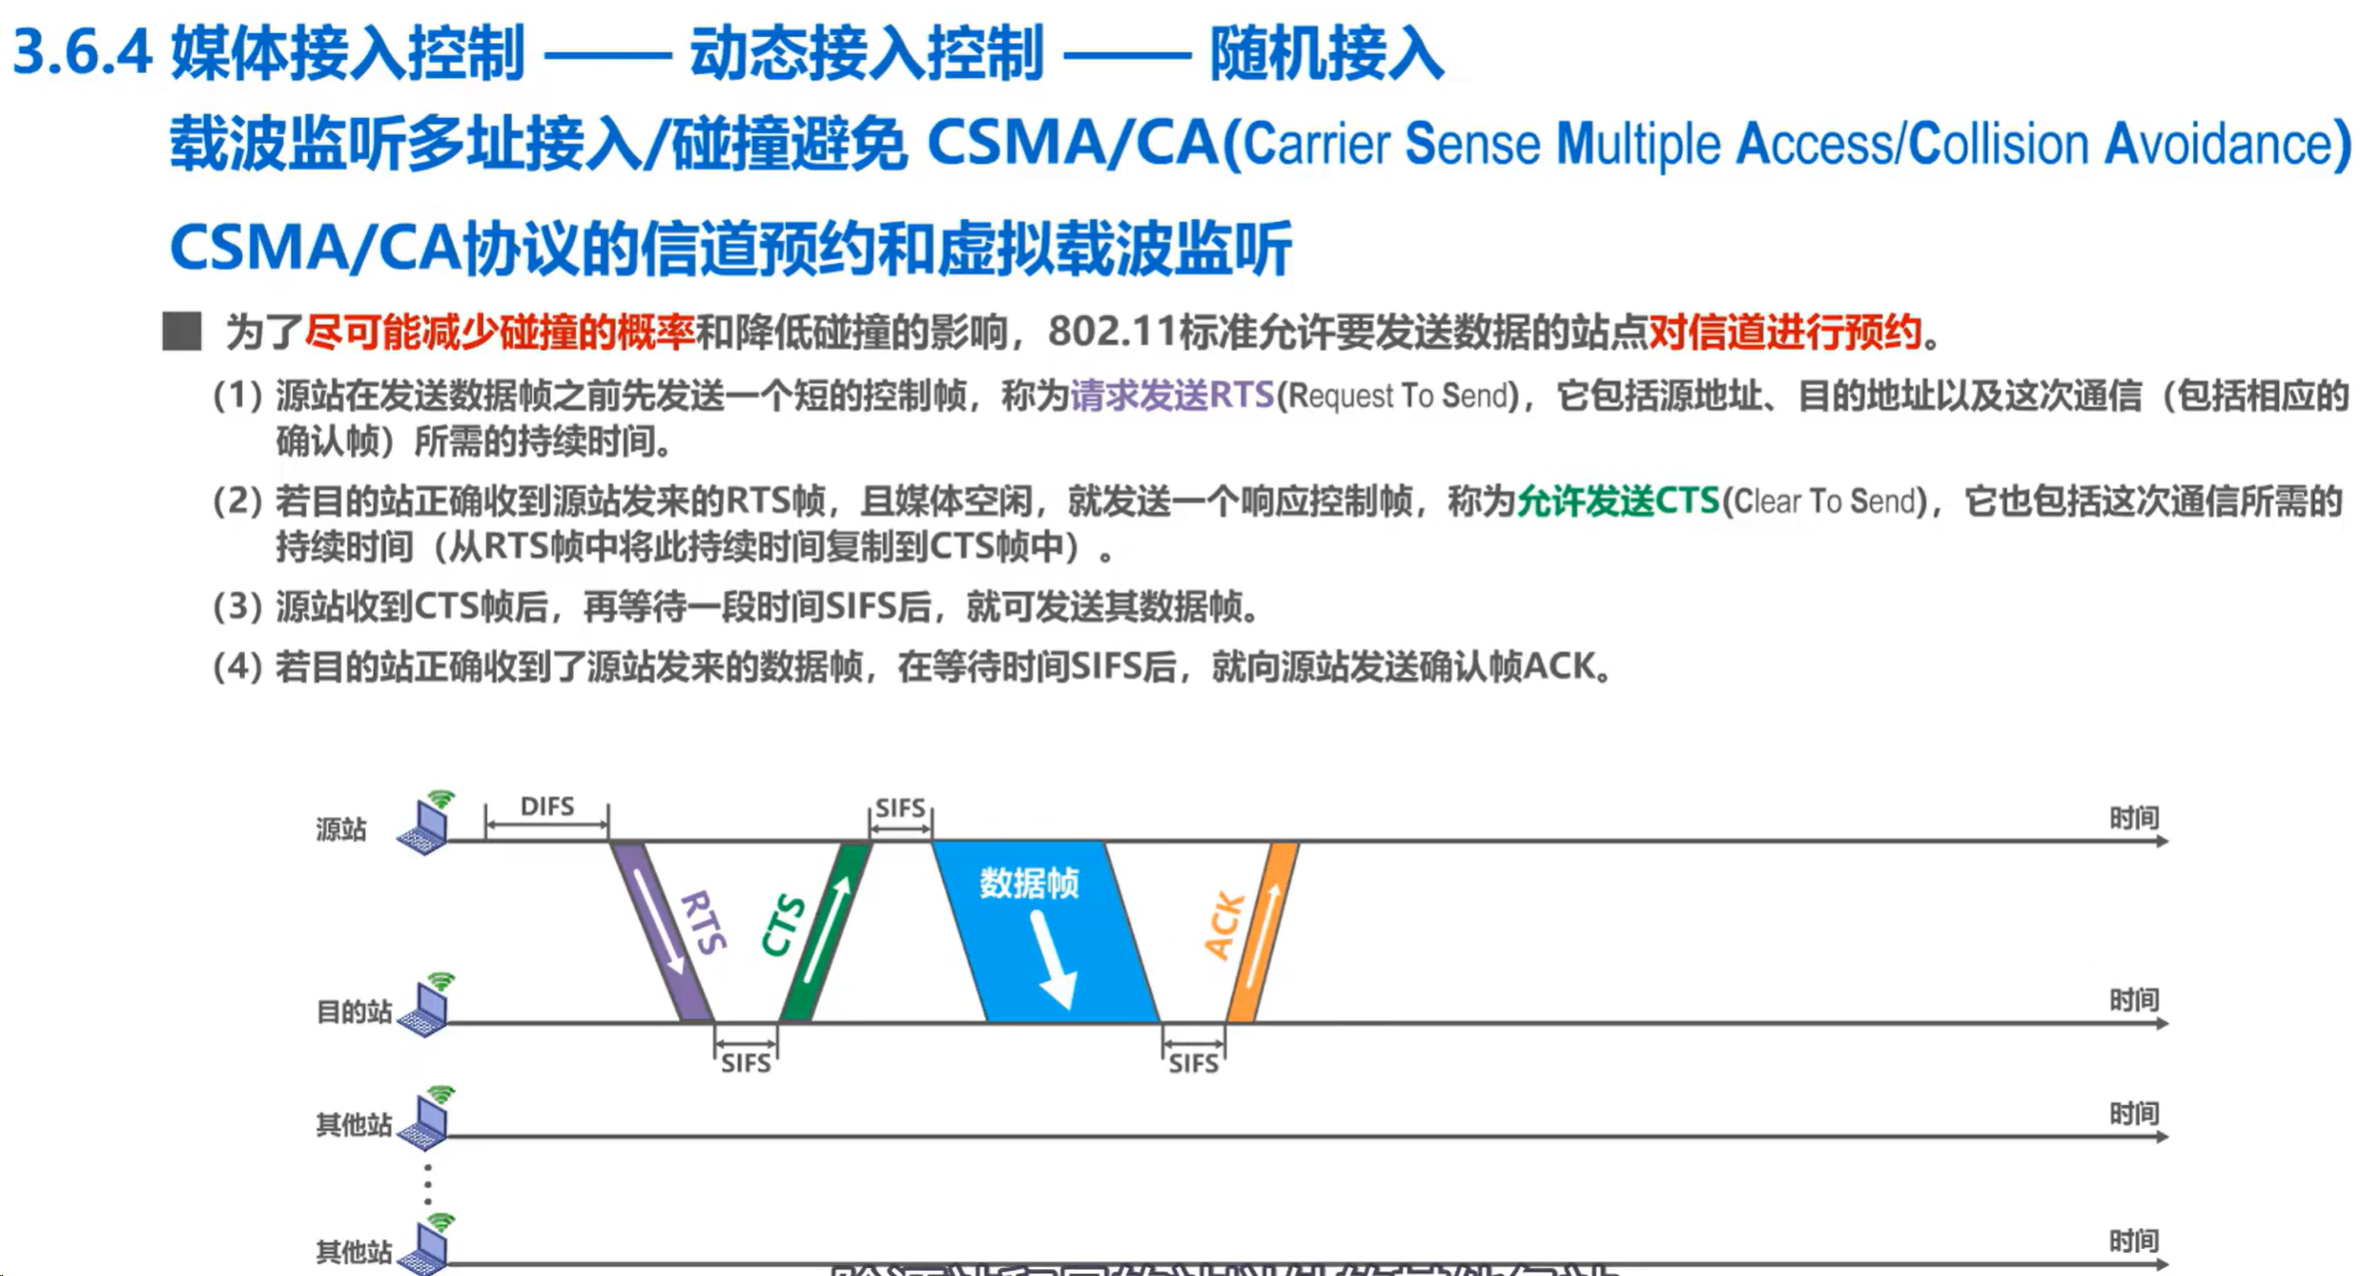 3.6.4 媒体接入控制 —— 动态接入控制 —— 随机接入
载波监听多址接入/碰撞避免 CSMA/CA(Carrier Sense Multiple Access/Collision Avoidance)
CSMA/CA协议的信道预约和虚拟载波监听
为了尽可能减少碰撞的概率和降低碰撞的影响，802.11标准允许要发送数据的站点对信道进行预约。
(1) 源站在发送数据帧之前先发送一个短的控制帧，称为请求发送RTS(Request To Send)，它包括源地址、目的地址以及这次通信（包括相应的
确认帧）所需的持续时间。
(2) 若目的站正确收到源站发来的RTS帧，且媒体空闲，就发送一个响应控制帧，称为允许发送CTS(Clear To Send)，它也包括这次通信所需的
持续时间（从RTS帧中将此持续时间复制到CTS帧中）。
(3) 源站收到CTS帧后，再等待一段时间SIFS后，就可发送其数据帧。
(4) 若目的站正确收到了源站发来的数据帧，在等待时间SIFS后，就向源站发送确认帧ACK。
DIFS
SIFS
源站
时间
RTS
CTS
数据帧
ACK
目的站
时间
SIFS
SIFS
其他站
时间
其他站
时间